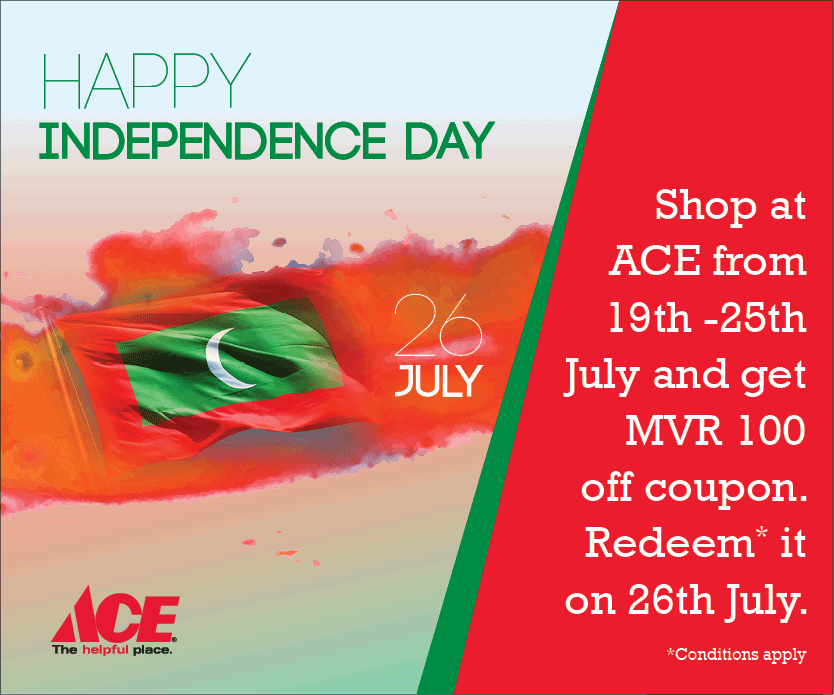 HAPPY
INDEPENDENCE DAY
26
JULY
Shop at
ACE from
19th -25th
July and get
MVR 100
off coupon.
Redeem* it
on 26th July.
*Conditions apply
ACE®
The helpful place.